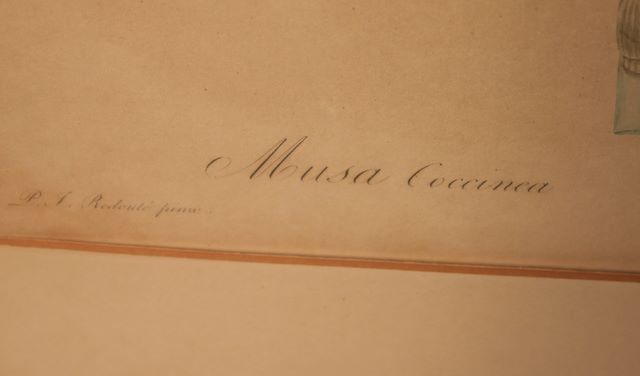 Musa Coccinea
P. J. Redouté pinx.